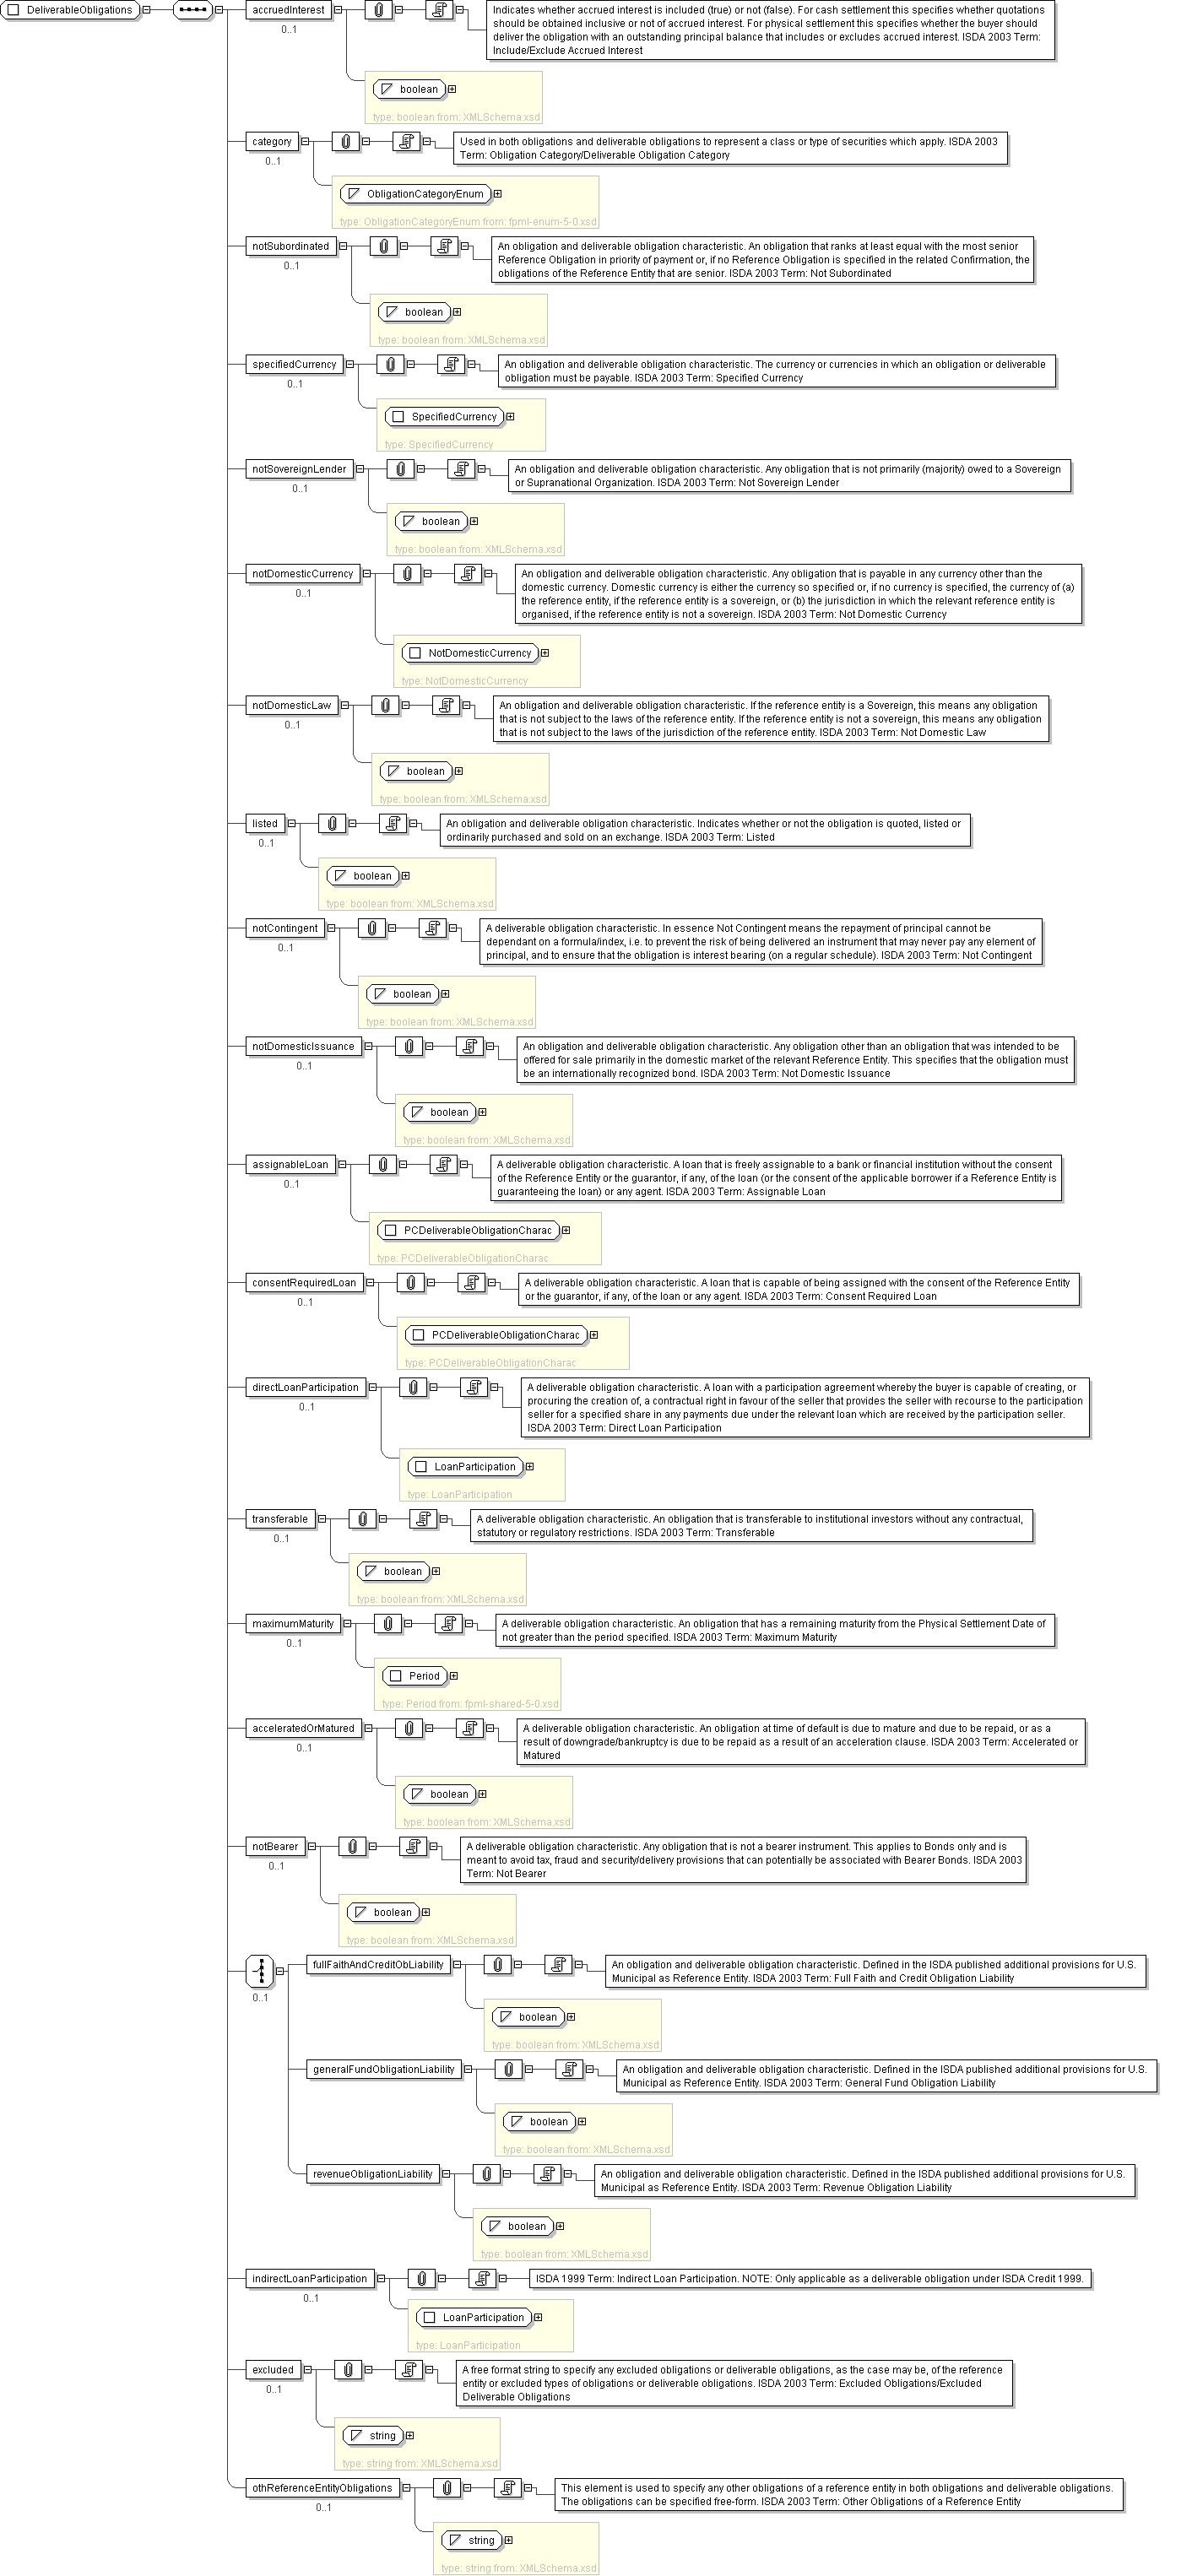 DeliverableObligations
accruedInterest
0..1
Indicates whether accrued interest is included (true) or not (false). For cash settlement this specifies whether quotations
should be obtained inclusive or not of accrued interest. For physical settlement this specifies whether the buyer should
deliver the obligation with an outstanding principal balance that includes or excludes accrued interest. ISDA 2003 Term:
Include/Exclude Accrued Interest
boolean
type: boolean from: XMLSchema.xsd
category
0..1
Used in both obligations and deliverable obligations to represent a class or type of securities which apply. ISDA 2003
Term: Obligation Category/Deliverable Obligation Category
ObligationCategoryEnum
type: ObligationCategoryEnum from: fpml-enum-5-0.xsd
notSubordinated
0..1
An obligation and deliverable obligation characteristic. An obligation that ranks at least equal with the most senior
Reference Obligation in priority of payment or, if no Reference Obligation is specified in the related Confirmation, the
obligations of the Reference Entity that are senior. ISDA 2003 Term: Not Subordinated
boolean
type: boolean from: XMLSchema.xsd
specifiedCurrency
0..1
An obligation and deliverable obligation characteristic. The currency or currencies in which an obligation or deliverable
obligation must be payable. ISDA 2003 Term: Specified Currency
SpecifiedCurrency
type: SpecifiedCurrency
notSovereignLender
0..1
An obligation and deliverable obligation characteristic. Any obligation that is not primarily (majority) owed to a Sovereign
or Supranational Organization. ISDA 2003 Term: Not Sovereign Lender
boolean
type: boolean from: XMLSchema.xsd
notDomesticCurrency
0..1
An obligation and deliverable obligation characteristic. Any obligation that is payable in any currency other than the
domestic currency. Domestic currency is either the currency so specified or, if no currency is specified, the currency of (a)
the reference entity, if the reference entity is a sovereign, or (b) the jurisdiction in which the relevant reference entity is
organised, if the reference entity is not a sovereign. ISDA 2003 Term: Not Domestic Currency
NotDomesticCurrency
type: NotDomesticCurrency
notDomesticLaw
0..1
An obligation and deliverable obligation characteristic. If the reference entity is a Sovereign, this means any obligation
that is not subject to the laws of the reference entity. If the reference entity is not a sovereign, this means any obligation
that is not subject to the laws of the jurisdiction of the reference entity. ISDA 2003 Term: Not Domestic Law
boolean
type: boolean from: XMLSchema.xsd
listed
0..1
An obligation and deliverable obligation characteristic. Indicates whether or not the obligation is quoted, listed or
ordinarily purchased and sold on an exchange. ISDA 2003 Term: Listed
boolean
type: boolean from: XMLSchema.xsd
notContingent
0..1
A deliverable obligation characteristic. In essence Not Contingent means the repayment of principal cannot be
dependant on a formula/index, i.e. to prevent the risk of being delivered an instrument that may never pay any element of
principal, and to ensure that the obligation is interest bearing (on a regular schedule). ISDA 2003 Term: Not Contingent
boolean
type: boolean from: XMLSchema.xsd
notDomesticIssuance
0..1
An obligation and deliverable obligation characteristic. Any obligation other than an obligation that was intended to be
offered for sale primarily in the domestic market of the relevant Reference Entity. This specifies that the obligation must
be an internationally recognized bond. ISDA 2003 Term: Not Domestic Issuance
boolean
type: boolean from: XMLSchema.xsd
assignableLoan
0..1
A deliverable obligation characteristic. A loan that is freely assignable to a bank or financial institution without the consent
of the Reference Entity or the guarantor, if any, of the loan (or the consent of the applicable borrower if a Reference Entity is
guaranteeing the loan) or any agent. ISDA 2003 Term: Assignable Loan
PCDeliverableObligationCharac
type: PCDeliverableObligationCharac
consentRequiredLoan
0..1
A deliverable obligation characteristic. A loan that is capable of being assigned with the consent of the Reference Entity
or the guarantor, if any, of the loan or any agent. ISDA 2003 Term: Consent Required Loan
PCDeliverableObligationCharac
type: PCDeliverableObligationCharac
directLoanParticipation
0..1
A deliverable obligation characteristic. A loan with a participation agreement whereby the buyer is capable of creating, or
procuring the creation of, a contractual right in favour of the seller that provides the seller with recourse to the participation
seller for a specified share in any payments due under the relevant loan which are received by the participation seller.
ISDA 2003 Term: Direct Loan Participation
LoanParticipation
type: LoanParticipation
transferable
0..1
A deliverable obligation characteristic. An obligation that is transferable to institutional investors without any contractual,
statutory or regulatory restrictions. ISDA 2003 Term: Transferable
boolean
type: boolean from: XMLSchema.xsd
maximumMaturity
0..1
A deliverable obligation characteristic. An obligation that has a remaining maturity from the Physical Settlement Date of
not greater than the period specified. ISDA 2003 Term: Maximum Maturity
Period
type: Period from: fpml-shared-5-0.xsd
acceleratedOrMatured
0..1
A deliverable obligation characteristic. An obligation at time of default is due to mature and due to be repaid, or as a
result of downgrade/bankruptcy is due to be repaid as a result of an acceleration clause. ISDA 2003 Term: Accelerated or
Matured
boolean
type: boolean from: XMLSchema.xsd
notBearer
0..1
A deliverable obligation characteristic. Any obligation that is not a bearer instrument. This applies to Bonds only and is
meant to avoid tax, fraud and security/delivery provisions that can potentially be associated with Bearer Bonds. ISDA 2003
Term: Not Bearer
boolean
type: boolean from: XMLSchema.xsd
0..1
fullFaithAndCreditObLiability
An obligation and deliverable obligation characteristic. Defined in the ISDA published additional provisions for U.S.
Municipal as Reference Entity. ISDA 2003 Term: Full Faith and Credit Obligation Liability
boolean
type: boolean from: XMLSchema.xsd
generalFundObligationLiability
An obligation and deliverable obligation characteristic. Defined in the ISDA published additional provisions for U.S.
Municipal as Reference Entity. ISDA 2003 Term: General Fund Obligation Liability
boolean
type: boolean from: XMLSchema.xsd
revenueObligationLiability
An obligation and deliverable obligation characteristic. Defined in the ISDA published additional provisions for U.S.
Municipal as Reference Entity. ISDA 2003 Term: Revenue Obligation Liability
boolean
type: boolean from: XMLSchema.xsd
indirectLoanParticipation
0..1
ISDA 1999 Term: Indirect Loan Participation. NOTE: Only applicable as a deliverable obligation under ISDA Credit 1999.
LoanParticipation
type: LoanParticipation
excluded
0..1
A free format string to specify any excluded obligations or deliverable obligations, as the case may be, of the reference
entity or excluded types of obligations or deliverable obligations. ISDA 2003 Term: Excluded Obligations/Excluded
Deliverable Obligations
string
type: string from: XMLSchema.xsd
othReferenceEntityObligations
0..1
This element is used to specify any other obligations of a reference entity in both obligations and deliverable obligations.
The obligations can be specified free-form. ISDA 2003 Term: Other Obligations of a Reference Entity
string
type: string from: XMLSchema.xsd